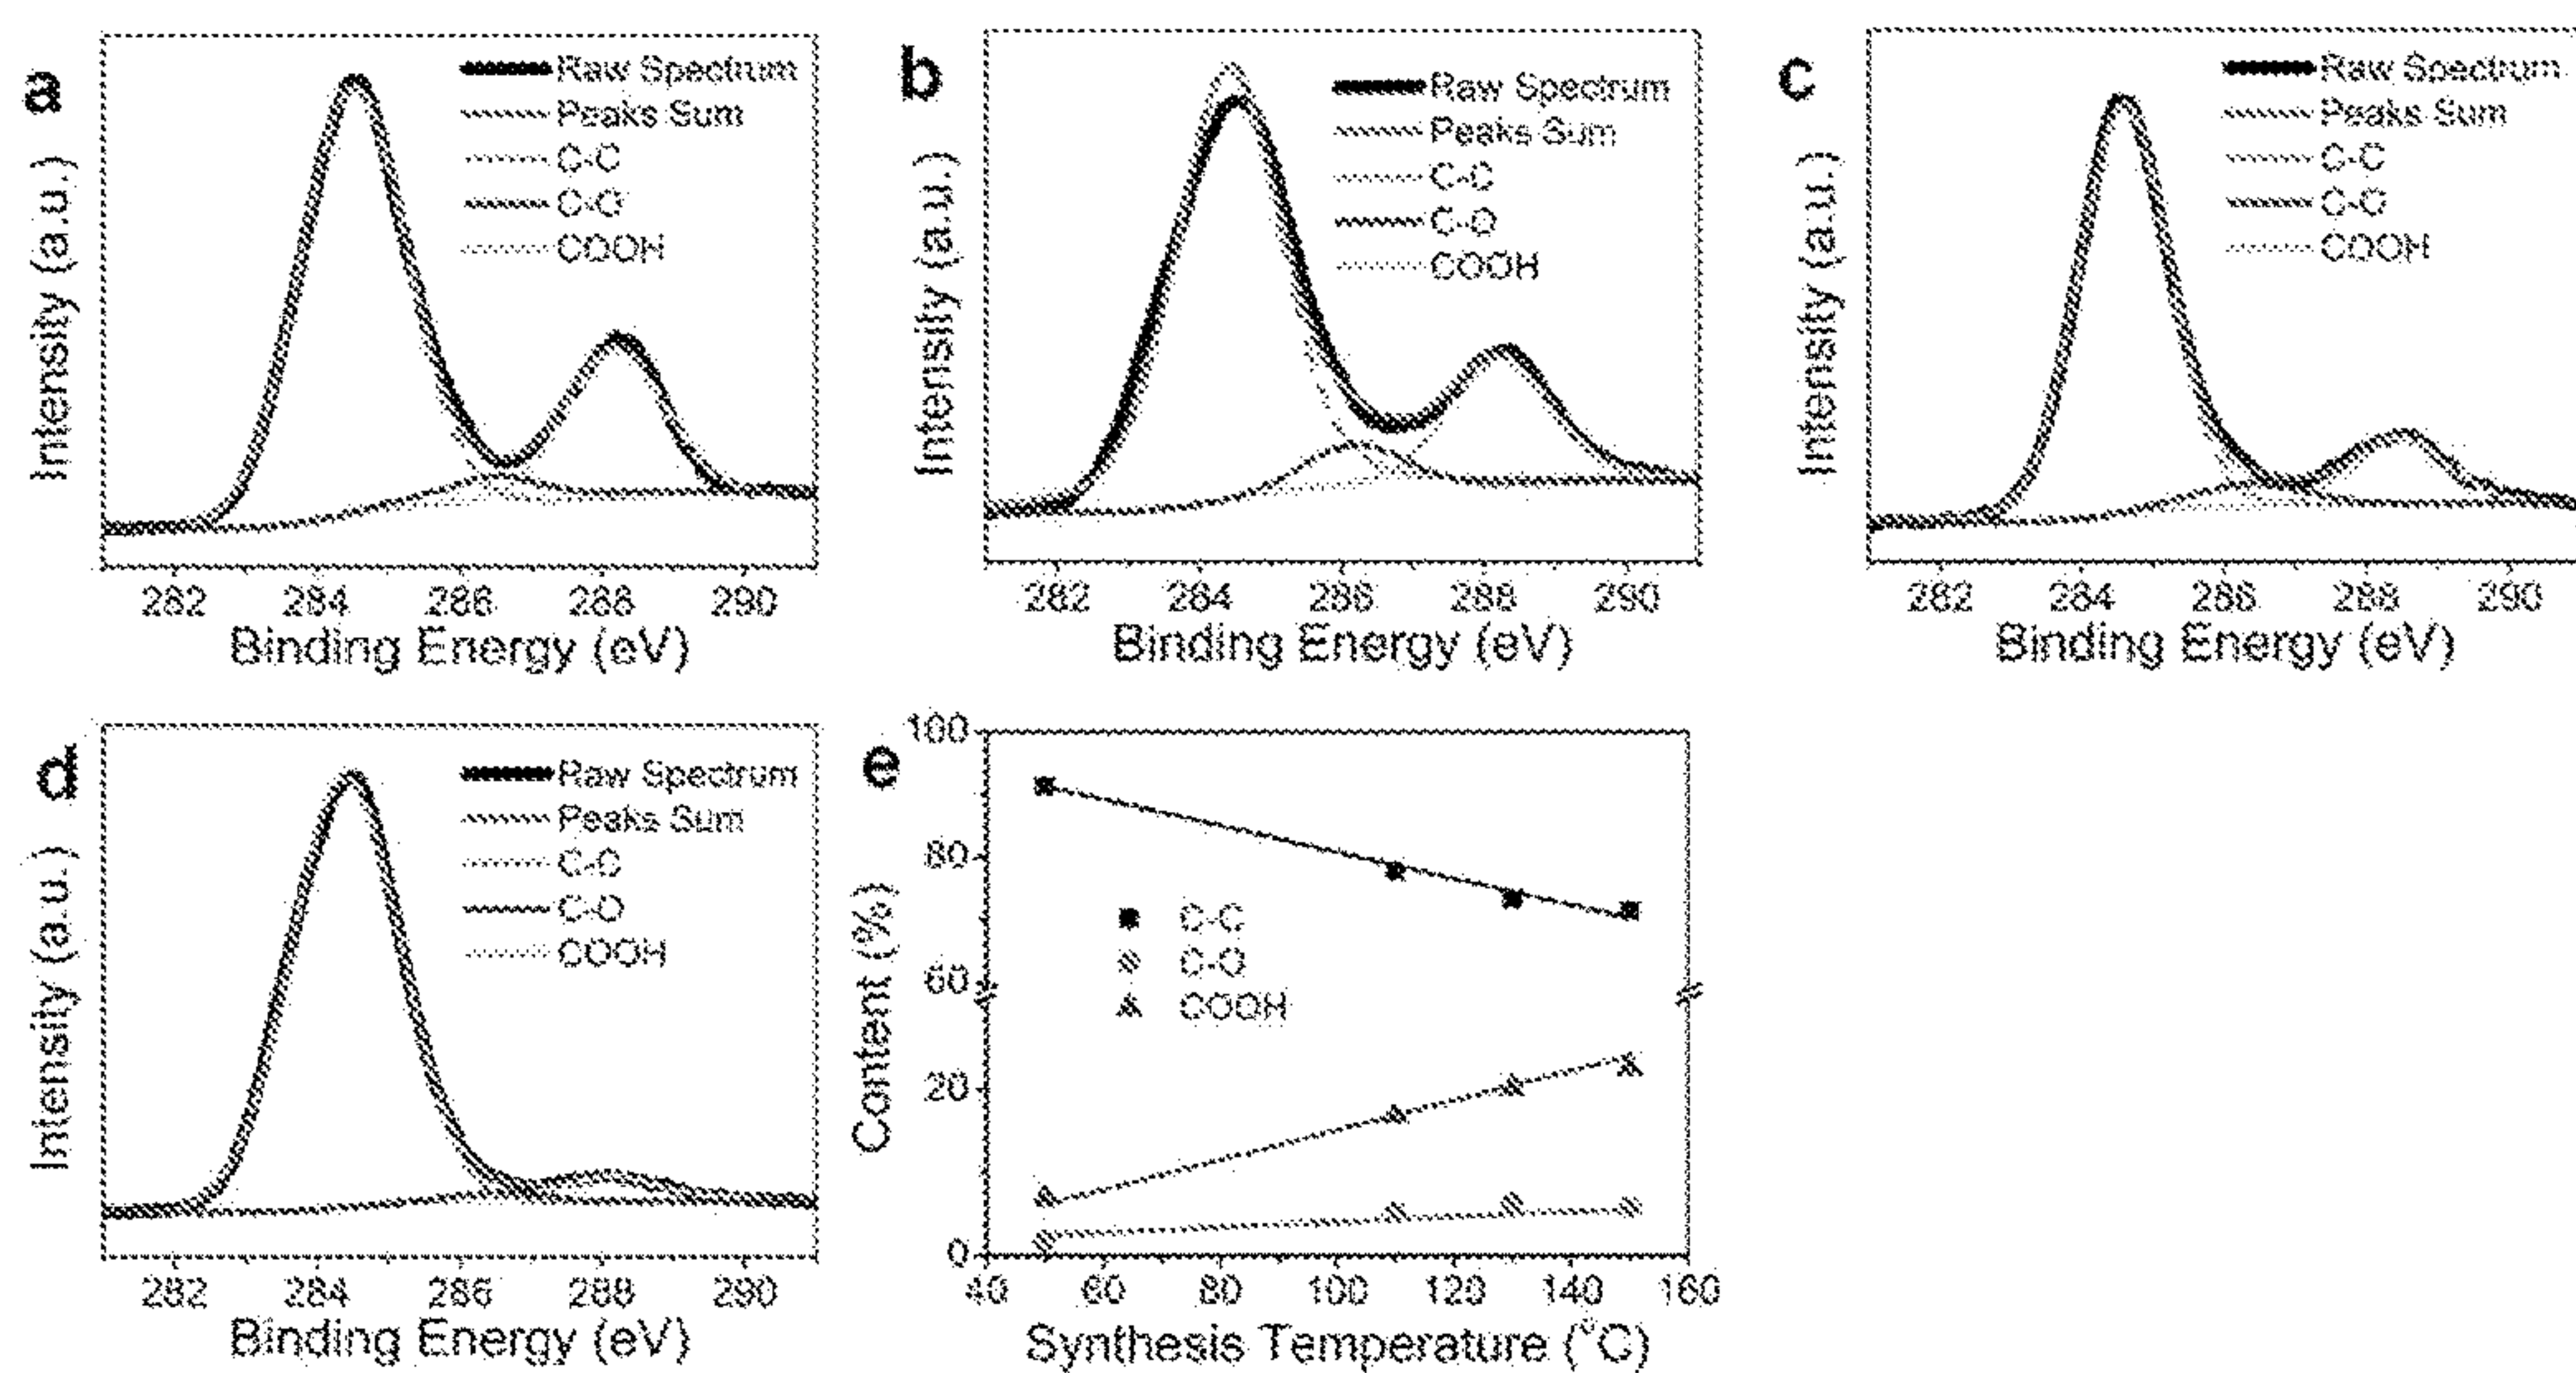 a
Raw Spectrum
Peaks Sum
C-C
C-O
COOH
Intensity (a.u.)
282 284 286 288 290
Binding Energy (eV)
b
Raw Spectrum
Peaks Sum
C-C
C-O
COOH
Intensity (a.u.)
282 284 286 288 290
Binding Energy (eV)
c
Raw Spectrum
Peaks Sum
C-C
C-O
COOH
Intensity (a.u.)
282 284 286 288 290
Binding Energy (eV)
d
Raw Spectrum
Peaks Sum
C-C
C-O
COOH
Intensity (a.u.)
282 284 286 288 290
Binding Energy (eV)
e
100
80
60
20
0
Content (%)
C-C
C-O
COOH
40 60 80 100 120 140 160
Synthesis Temperature (°C)